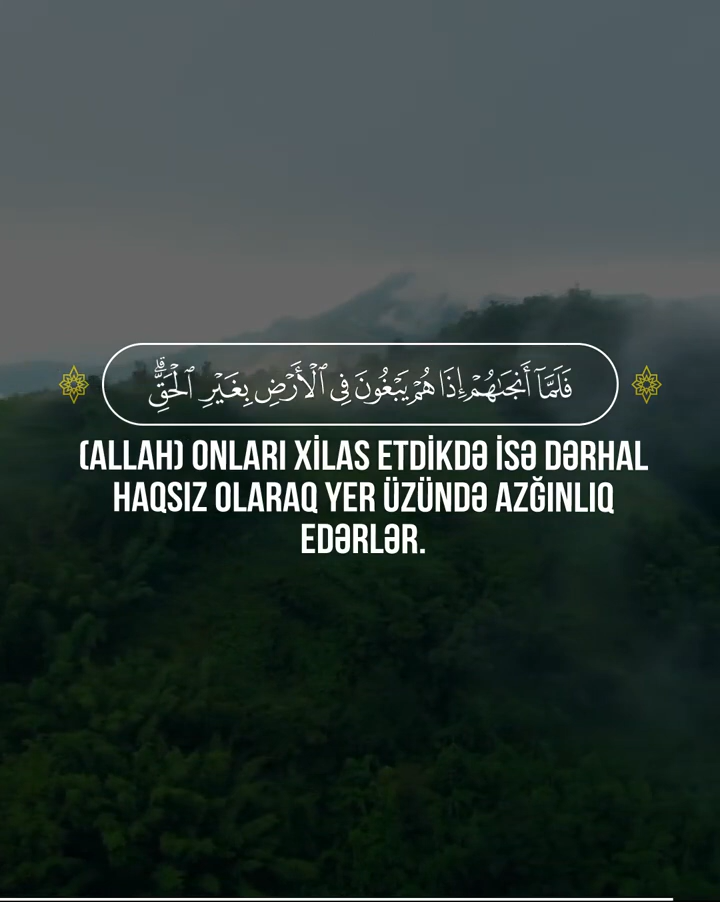 فَلَمَّآ أَنجَىٰهُمْ إِذَا هُمْ يَبْغُونَ فِى ٱلْأَرْضِ بِغَيْرِ ٱلْحَقِّ ۗ
(ALLAH) ONLARI XİLAS ETDİKDƏ İSƏ DƏRHAL
HAQSIZ OLARAQ YER ÜZÜNDƏ AZĞINLIQ
EDƏRLƏR.